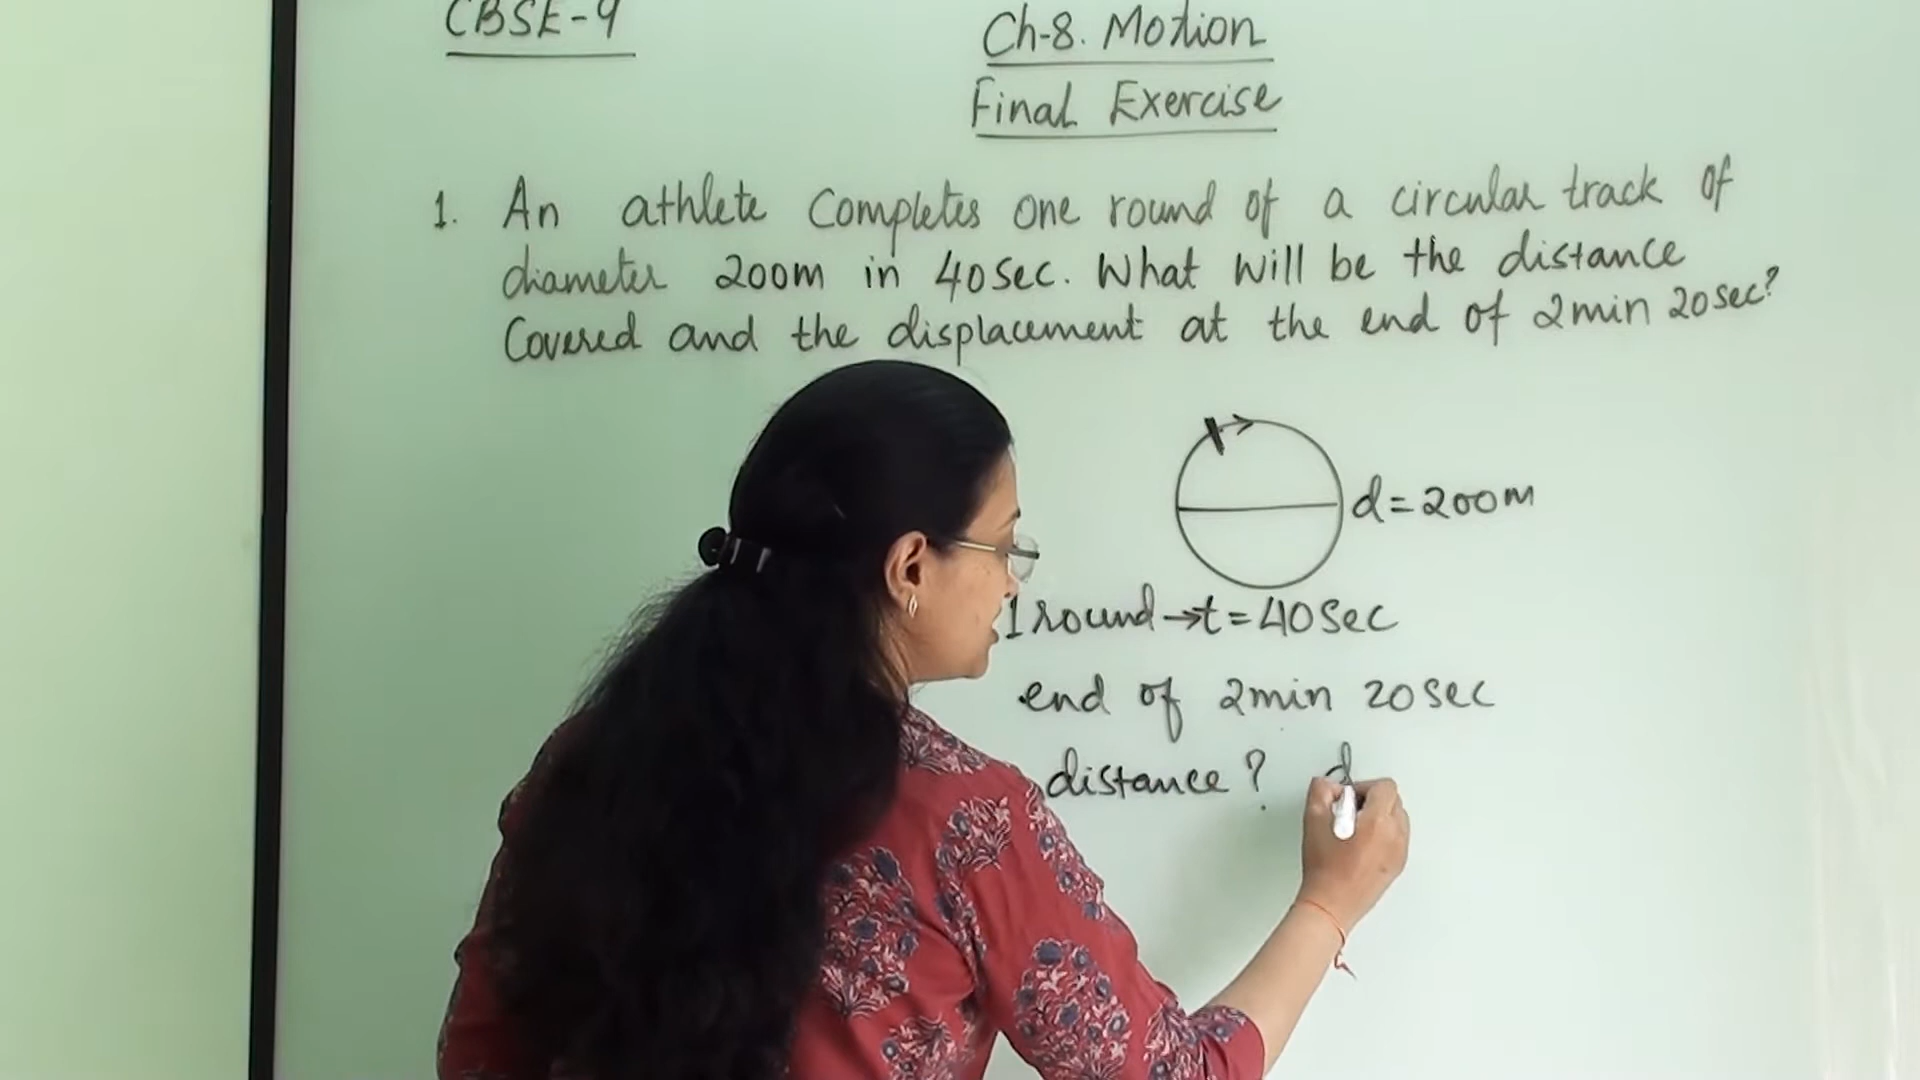 CBSE-9
Ch-8. Motion
Final Exercise
1. An athlete Completes one round of a circular track of
diameter 200m in 40sec. What will be the distance
Covered and the displacement at the end of 2min 20sec?
d=200m
1 round→t=40Sec
end of 2min 20sec
distance? d